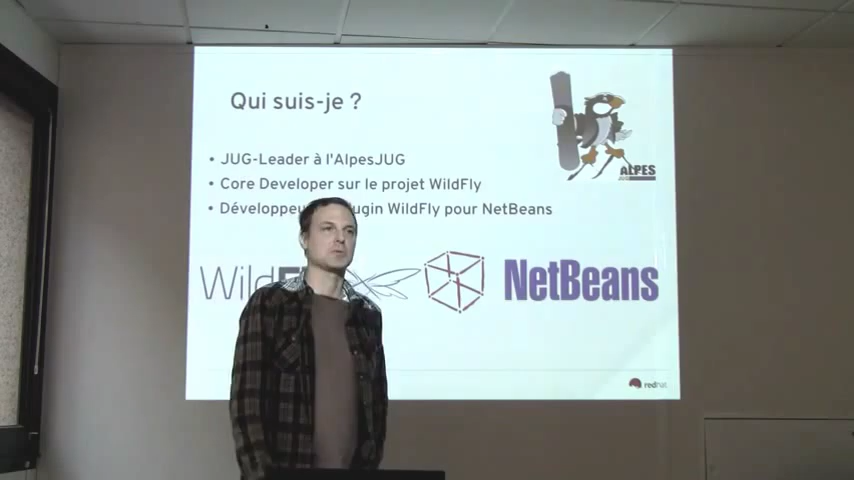 Qui suis-je ?
• JUG-Leader à l'AlpesJUG
• Core Developer sur le projet WildFly
• Développeu ugin WildFly pour NetBeans
ALPES
WildF
NetBeans
redhat